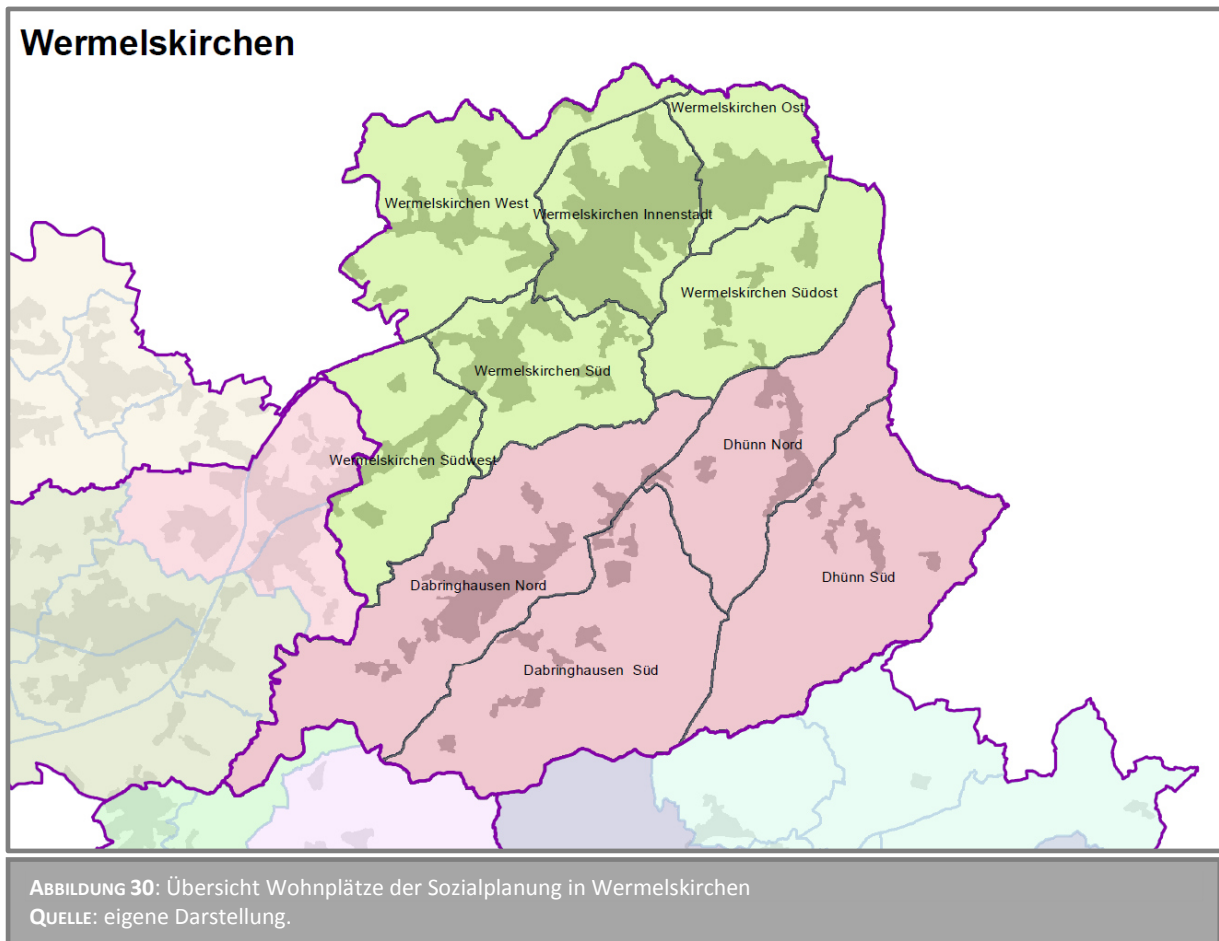 Wermelskirchen
Wermelskirchen Ost
Wermelskirchen West
Wermelskirchen Innenstadt
Wermelskirchen Südost
Wermelskirchen Süd
Dhünn Nord
Wermelskirchen Südwest
Dhünn Süd
Dabringhausen Nord
Dabringhausen Süd
ABBILDUNG 30: Übersicht Wohnplätze der Sozialplanung in Wermelskirchen
QUELLE: eigene Darstellung.